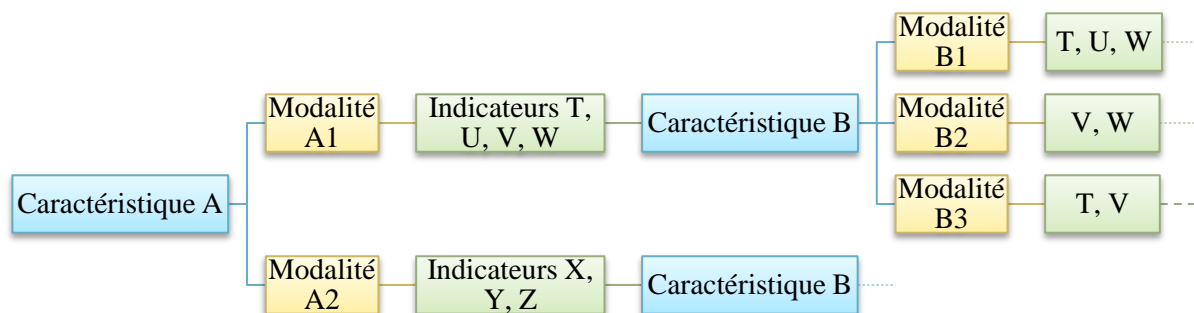 Caractéristique A
Modalité
A1
Indicateurs T,
U, V, W
Caractéristique B
Modalité
B1
T, U, W
Modalité
B2
V, W
Modalité
B3
T, V
Modalité
A2
Indicateurs X,
Y, Z
Caractéristique B